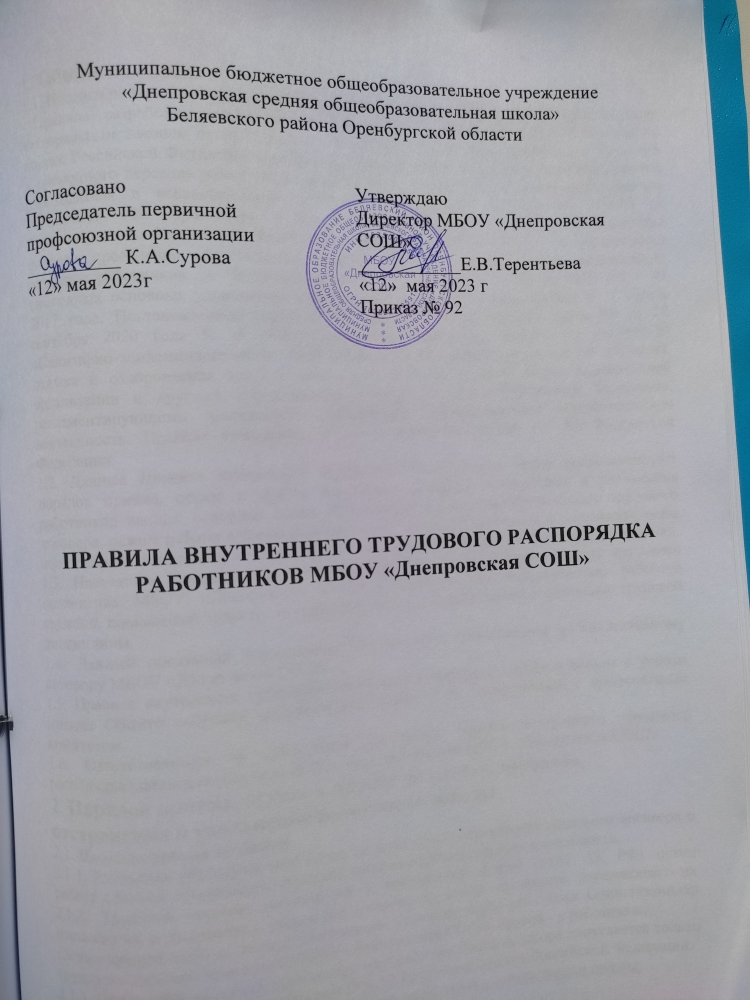 Муниципальное бюджетное общеобразовательное учреждение
«Днепровская средняя общеобразовательная школа»
Беляевского района Оренбургской области
Согласовано
Председатель первичной
профсоюзной организации
Сурова К.А.Сурова
«12» мая 2023г
Утверждаю
Директор МБОУ «Днепровская
СОШ»
Е.В.Терентьева
«12» мая 2023 г
Приказ № 92
ПРАВИЛА ВНУТРЕННЕГО ТРУДОВОГО РАСПОРЯДКА
РАБОТНИКОВ МБОУ «Днепровская СОШ»